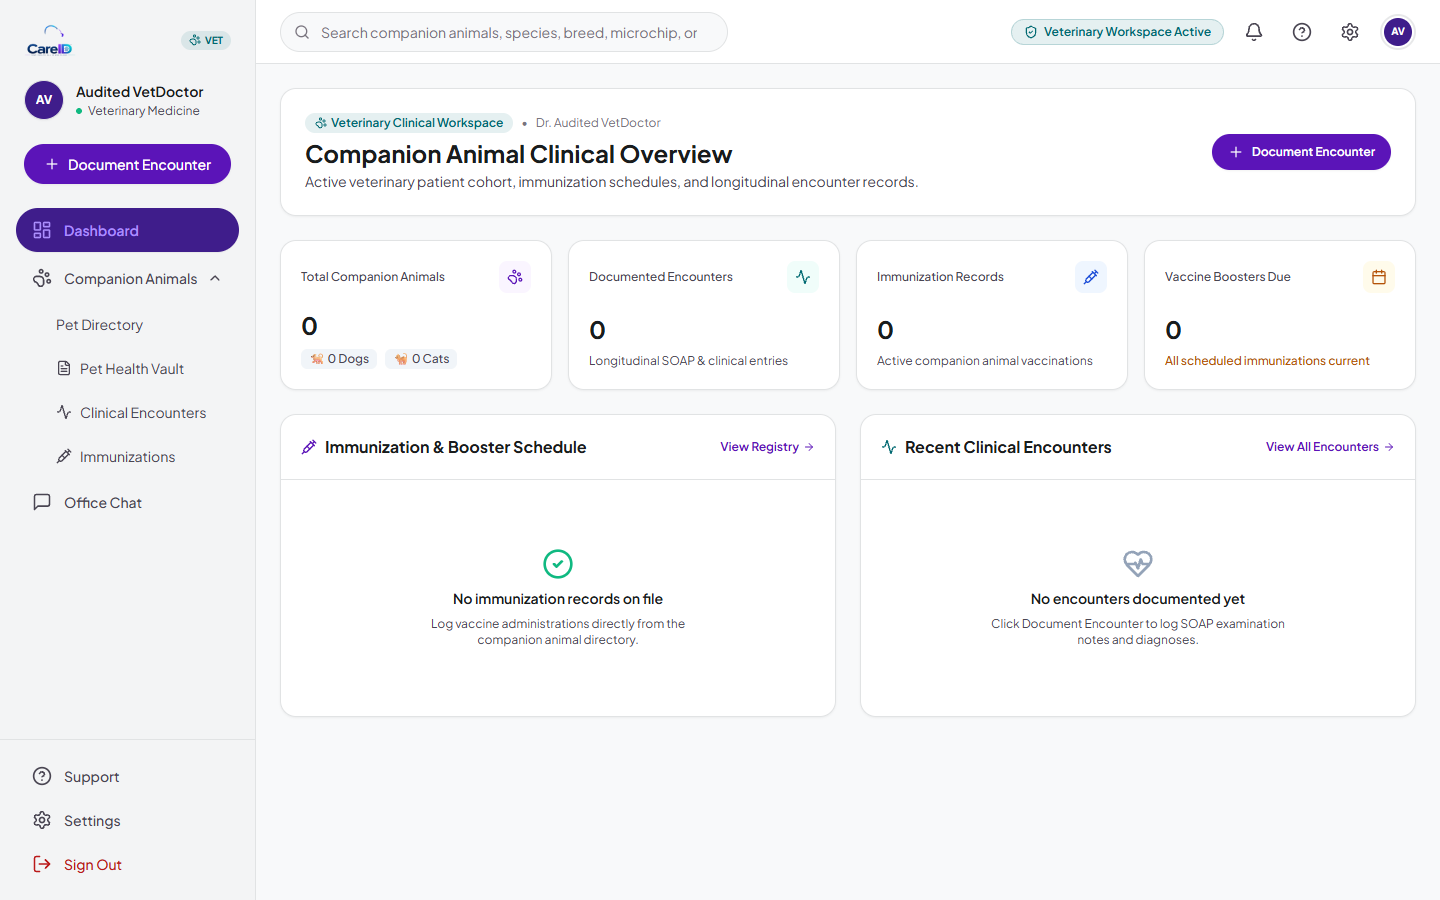 CareID
VET
AV
Audited VetDoctor
Veterinary Medicine
Document Encounter
Dashboard
Companion Animals
Pet Directory
Pet Health Vault
Clinical Encounters
Immunizations
Office Chat
Support
Settings
Sign Out
Search companion animals, species, breed, microchip, or
Veterinary Workspace Active
AV
Veterinary Clinical Workspace • Dr. Audited VetDoctor
Companion Animal Clinical Overview
Active veterinary patient cohort, immunization schedules, and longitudinal encounter records.
Document Encounter
Total Companion Animals
0
0 Dogs
0 Cats
Documented Encounters
0
Longitudinal SOAP & clinical entries
Immunization Records
0
Active companion animal vaccinations
Vaccine Boosters Due
0
All scheduled immunizations current
Immunization & Booster Schedule
View Registry →
No immunization records on file
Log vaccine administrations directly from the
companion animal directory.
Recent Clinical Encounters
View All Encounters →
No encounters documented yet
Click Document Encounter to log SOAP examination
notes and diagnoses.